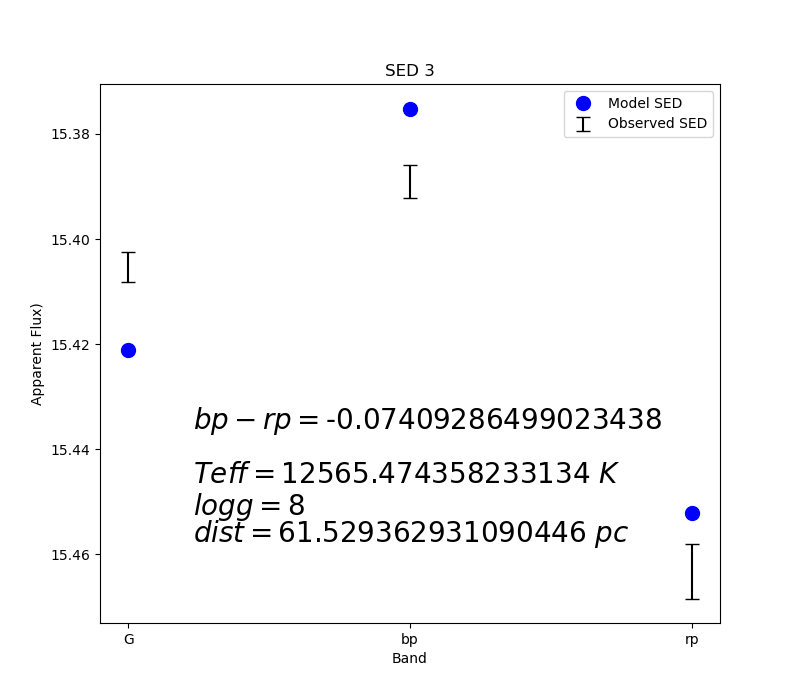 SED 3
Model SED
Observed SED
15.38
15.40
15.42
15.44
15.46
Apparent Flux)
bp − rp = -0.07409286499023438
Teff = 12565.474358233134 K
logg = 8
dist = 61.529362931090446 pc
G
bp
rp
Band